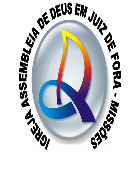 IGREJA ASSEMBLEIA DE DEUS EM JUIZ DE FORA - MISSÕES